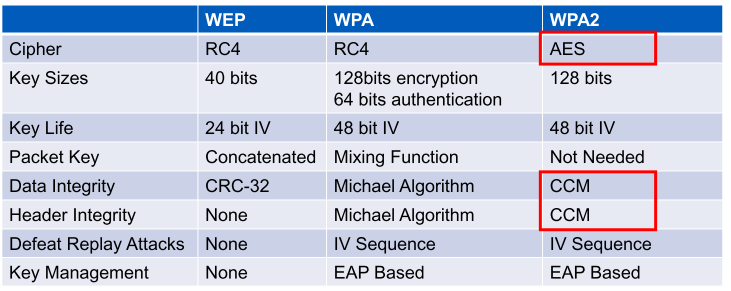 WEP WPA WPA2
Cipher RC4 RC4 AES
Key Sizes 40 bits 128bits encryption 128 bits
64 bits authentication
Key Life 24 bit IV 48 bit IV 48 bit IV
Packet Key Concatenated Mixing Function Not Needed
Data Integrity CRC-32 Michael Algorithm CCM
Header Integrity None Michael Algorithm CCM
Defeat Replay Attacks None IV Sequence IV Sequence
Key Management None EAP Based EAP Based